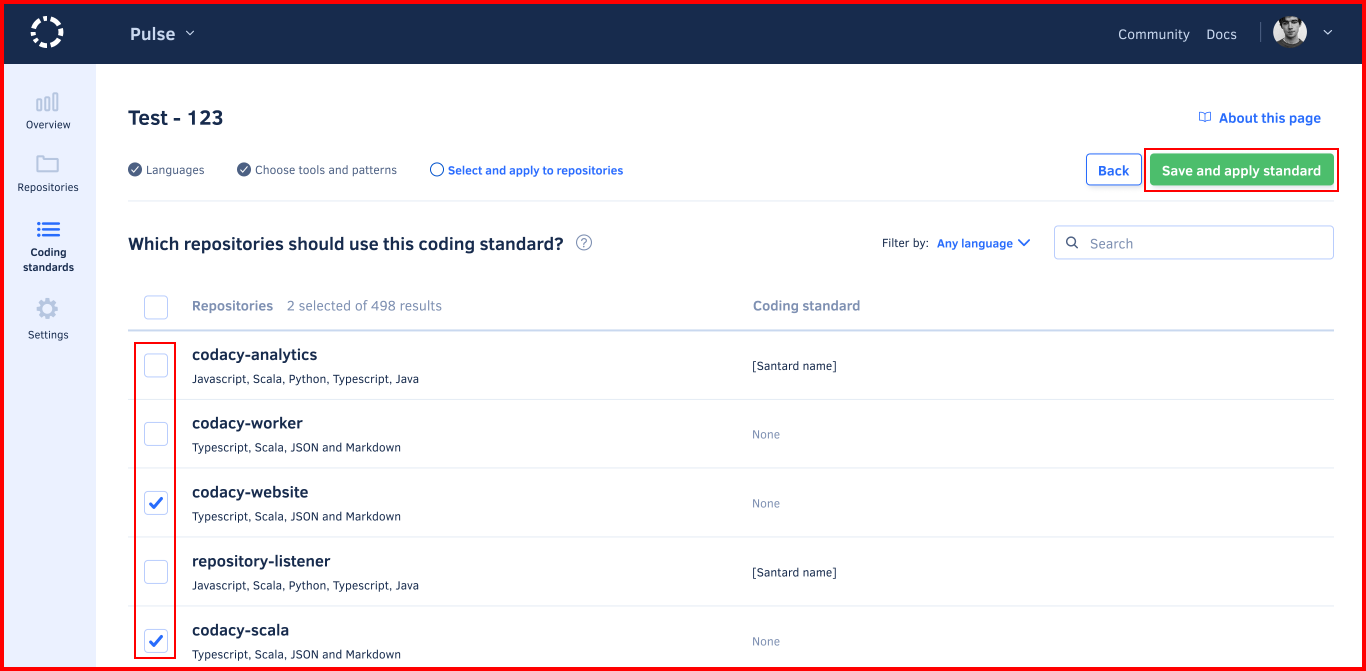 Pulse
Community Docs
Overview
Repositories
Coding
standards
Settings
Test - 123
About this page
Languages
Choose tools and patterns
Select and apply to repositories
Back
Save and apply standard
Which repositories should use this coding standard? ?
Filter by: Any language
Search
Repositories 2 selected of 498 results
Coding standard
codacy-analytics
Javascript, Scala, Python, Typescript, Java
[Santard name]
codacy-worker
Typescript, Scala, JSON and Markdown
None
codacy-website
Typescript, Scala, JSON and Markdown
None
repository-listener
Javascript, Scala, Python, Typescript, Java
[Santard name]
codacy-scala
Typescript, Scala, JSON and Markdown
None